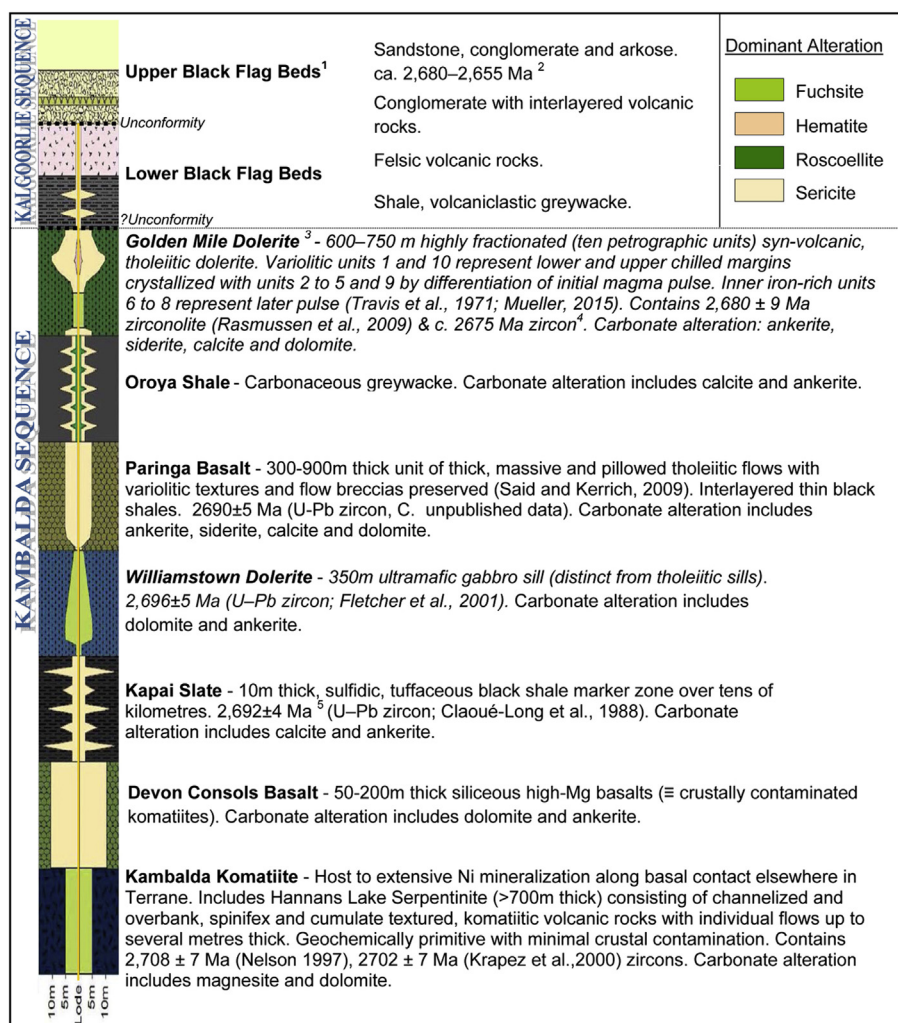 KALGOORLIE SEQUENCE
Upper Black Flag Beds¹
Sandstone, conglomerate and arkose.
ca. 2,680–2,655 Ma ²
Conglomerate with interlayered volcanic
rocks.
Unconformity
Lower Black Flag Beds
Felsic volcanic rocks.
Shale, volcaniclastic greywacke.
?Unconformity
Dominant Alteration
Fuchsite
Hematite
Roscoellite
Sericite
KAMBALDA SEQUENCE
Golden Mile Dolerite ³ - 600–750 m highly fractionated (ten petrographic units) syn-volcanic,
tholeiitic dolerite. Variolitic units 1 and 10 represent lower and upper chilled margins
crystallized with units 2 to 5 and 9 by differentiation of initial magma pulse. Inner iron-rich units
6 to 8 represent later pulse (Travis et al., 1971; Mueller, 2015). Contains 2,680 ± 9 Ma
zirconolite (Rasmussen et al., 2009) & c. 2675 Ma zircon⁴. Carbonate alteration: ankerite,
siderite, calcite and dolomite.
Oroya Shale - Carbonaceous greywacke. Carbonate alteration includes calcite and ankerite.
Paringa Basalt - 300-900m thick unit of thick, massive and pillowed tholeiitic flows with
variolitic textures and flow breccias preserved (Said and Kerrich, 2009). Interlayered thin black
shales. 2690±5 Ma (U-Pb zircon, C. unpublished data). Carbonate alteration includes
ankerite, siderite, calcite and dolomite.
Williamstown Dolerite - 350m ultramafic gabbro sill (distinct from tholeiitic sills).
2,696±5 Ma (U–Pb zircon; Fletcher et al., 2001). Carbonate alteration includes
dolomite and ankerite.
Kapai Slate - 10m thick, sulfidic, tuffaceous black shale marker zone over tens of
kilometres. 2,692±4 Ma ⁵ (U–Pb zircon; Claoué-Long et al., 1988). Carbonate
alteration includes calcite and ankerite.
Devon Consols Basalt - 50-200m thick siliceous high-Mg basalts (≡ crustally contaminated
komatiites). Carbonate alteration includes dolomite and ankerite.
Kambalda Komatiite - Host to extensive Ni mineralization along basal contact elsewhere in
Terrane. Includes Hannans Lake Serpentinite (>700m thick) consisting of channelized and
overbank, spinifex and cumulate textured, komatiitic volcanic rocks with individual flows up to
several metres thick. Geochemically primitive with minimal crustal contamination. Contains
2,708 ± 7 Ma (Nelson 1997), 2702 ± 7 Ma (Krapez et al.,2000) zircons. Carbonate alteration
includes magnesite and dolomite.
10m
5m
Lode
5m
10m